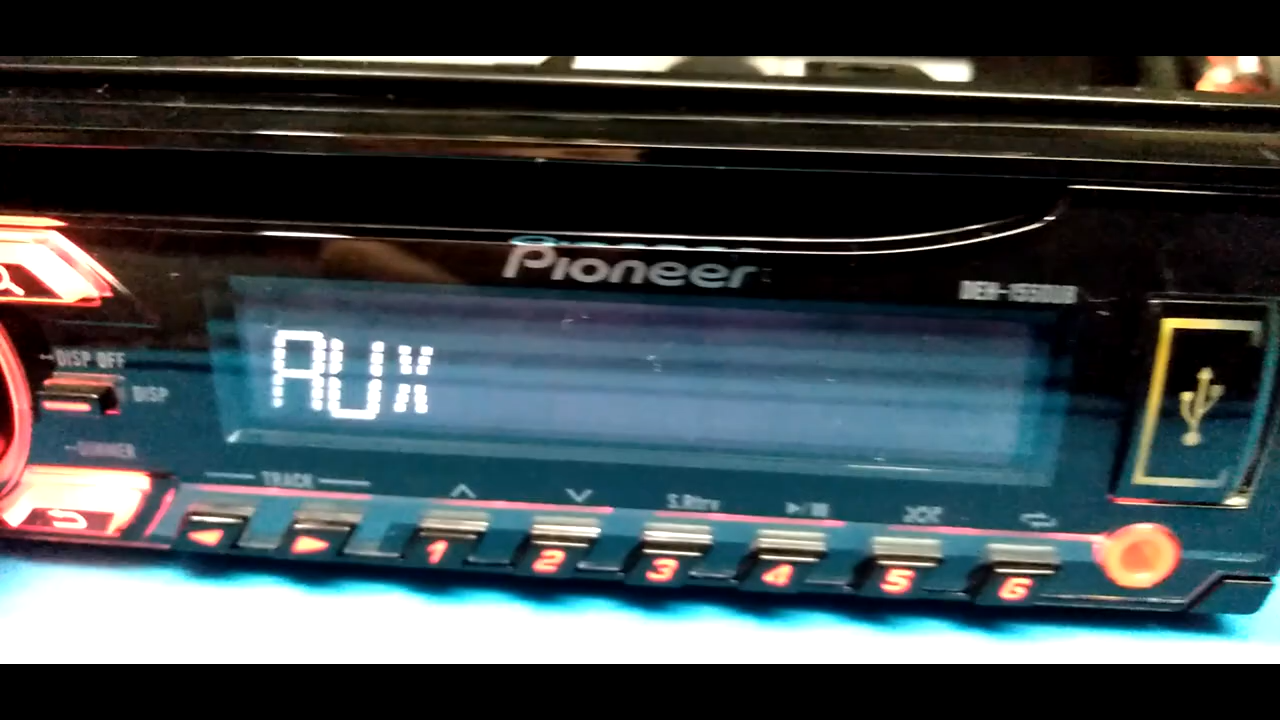 Pioneer
AUX
DISP OFF
DISP
DIMMER
TRACK
S.Rtrv
1 2 3 4 5 6